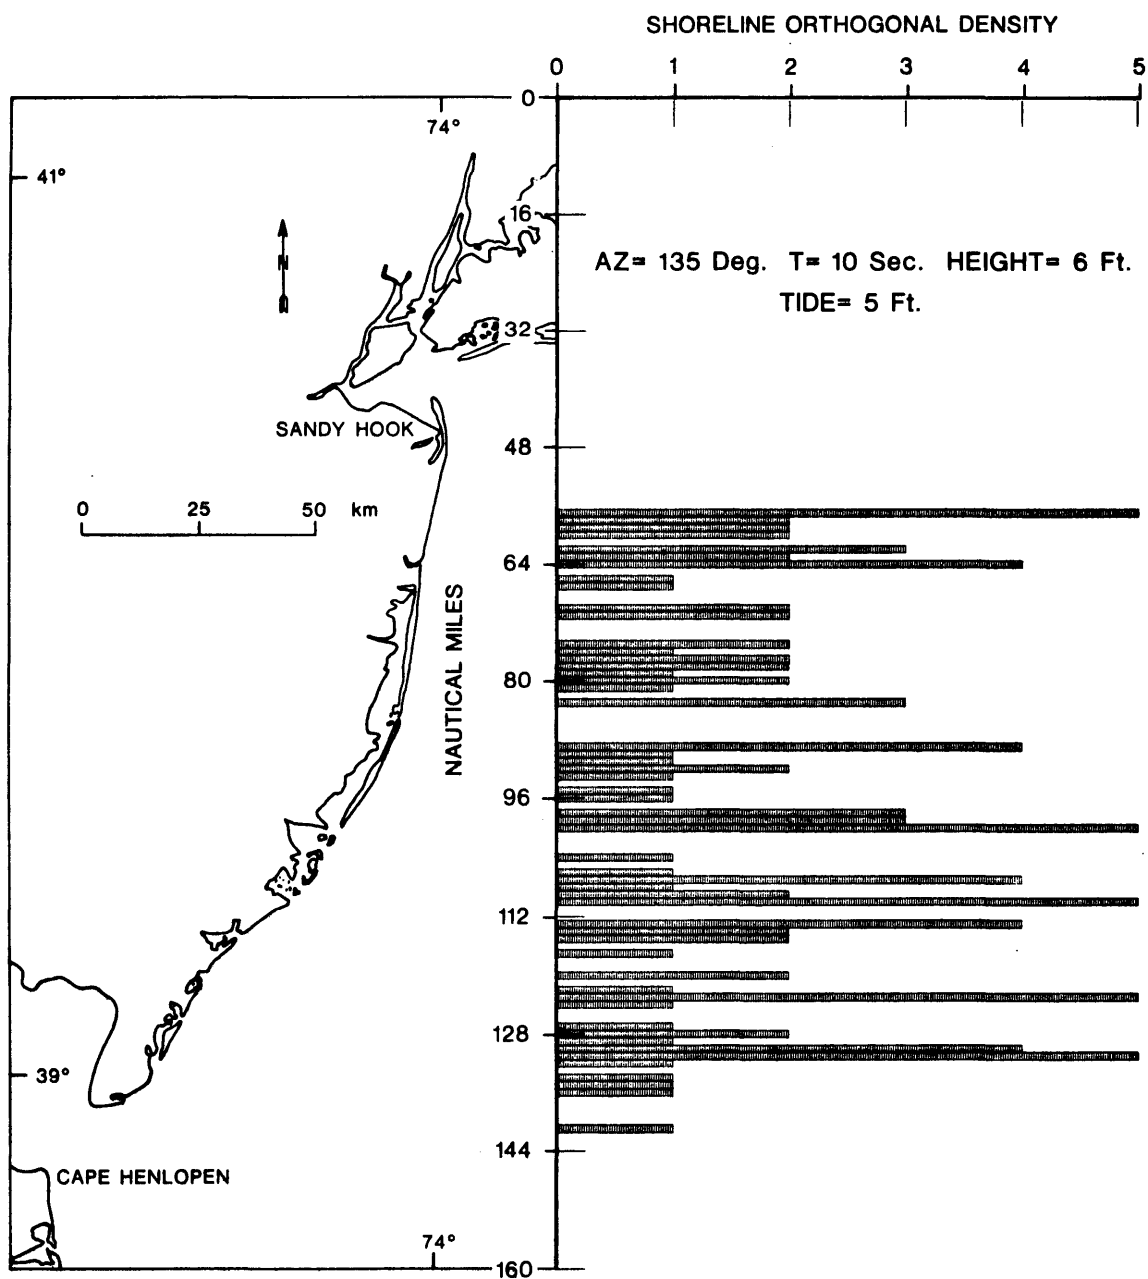 SHORELINE ORTHOGONAL DENSITY
0 1 2 3 4 5
0
74°
41°
16
N
AZ= 135 Deg. T= 10 Sec. HEIGHT= 6 Ft.
TIDE= 5 Ft.
32
SANDY HOOK
48
0 25 50 km
64
NAUTICAL MILES
80
96
112
128
39°
144
CAPE HENLOPEN
74°
160